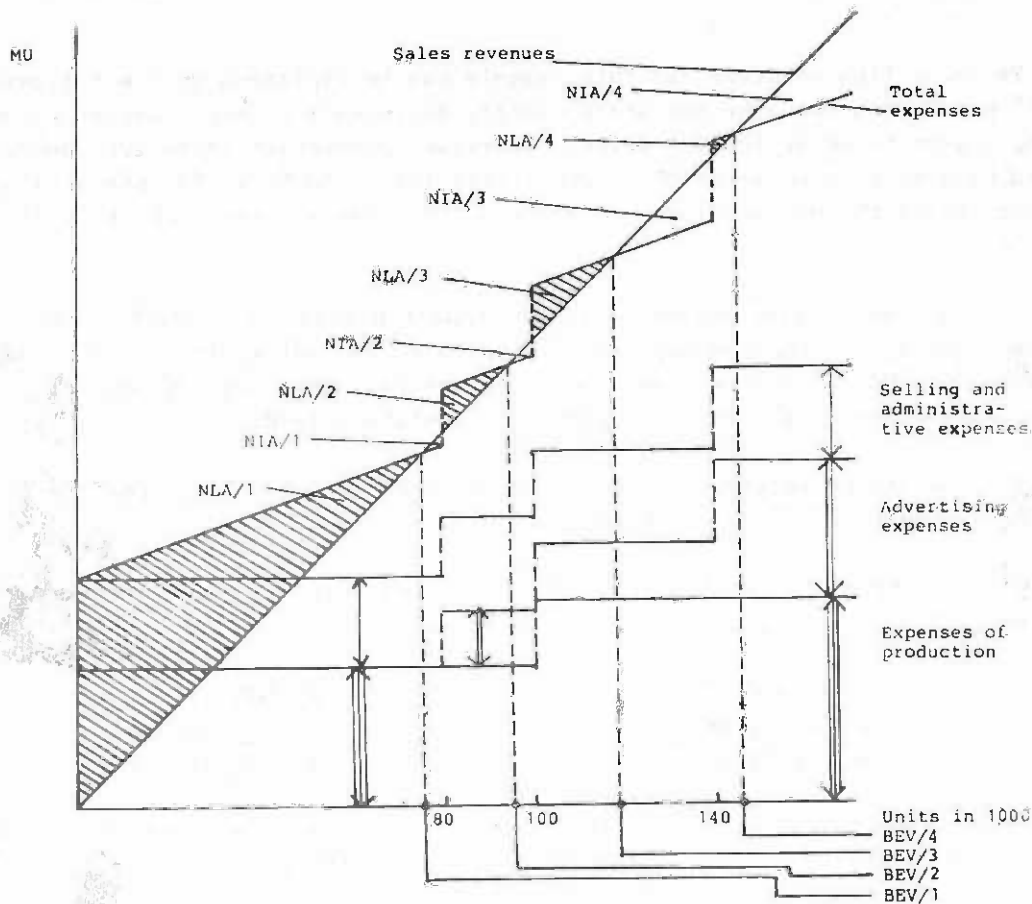 MU
Sales revenues
NIA/4
Total
expenses
NLA/4
NIA/3
NLA/3
NIA/2
NLA/2
NIA/1
NLA/1
Selling and
administra-
tive expenses
Advertising
expenses
Expenses of
production
80
100
140
Units in 1000
BEV/4
BEV/3
BEV/2
BEV/1